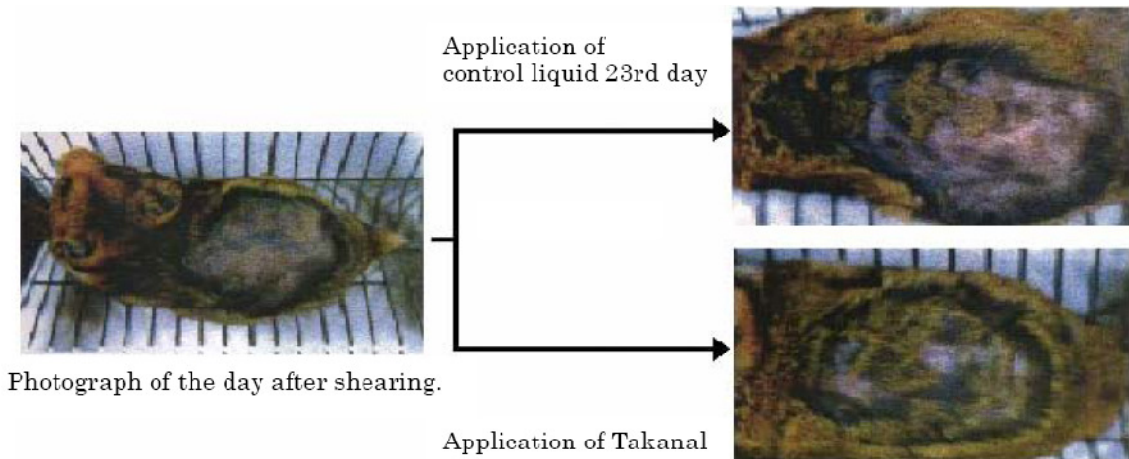 Application of
control liquid 23rd day
Photograph of the day after shearing.
Application of Takanal